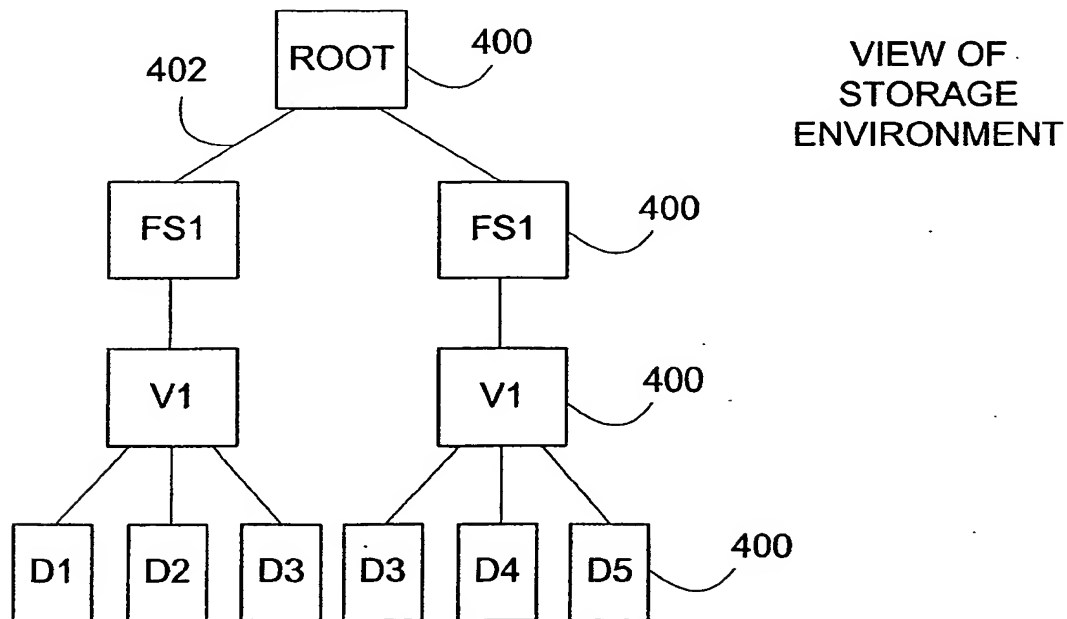 ROOT
400
402
VIEW OF
STORAGE
ENVIRONMENT
FS1
FS1
400
V1
V1
400
D1
D2
D3
D3
D4
D5
400